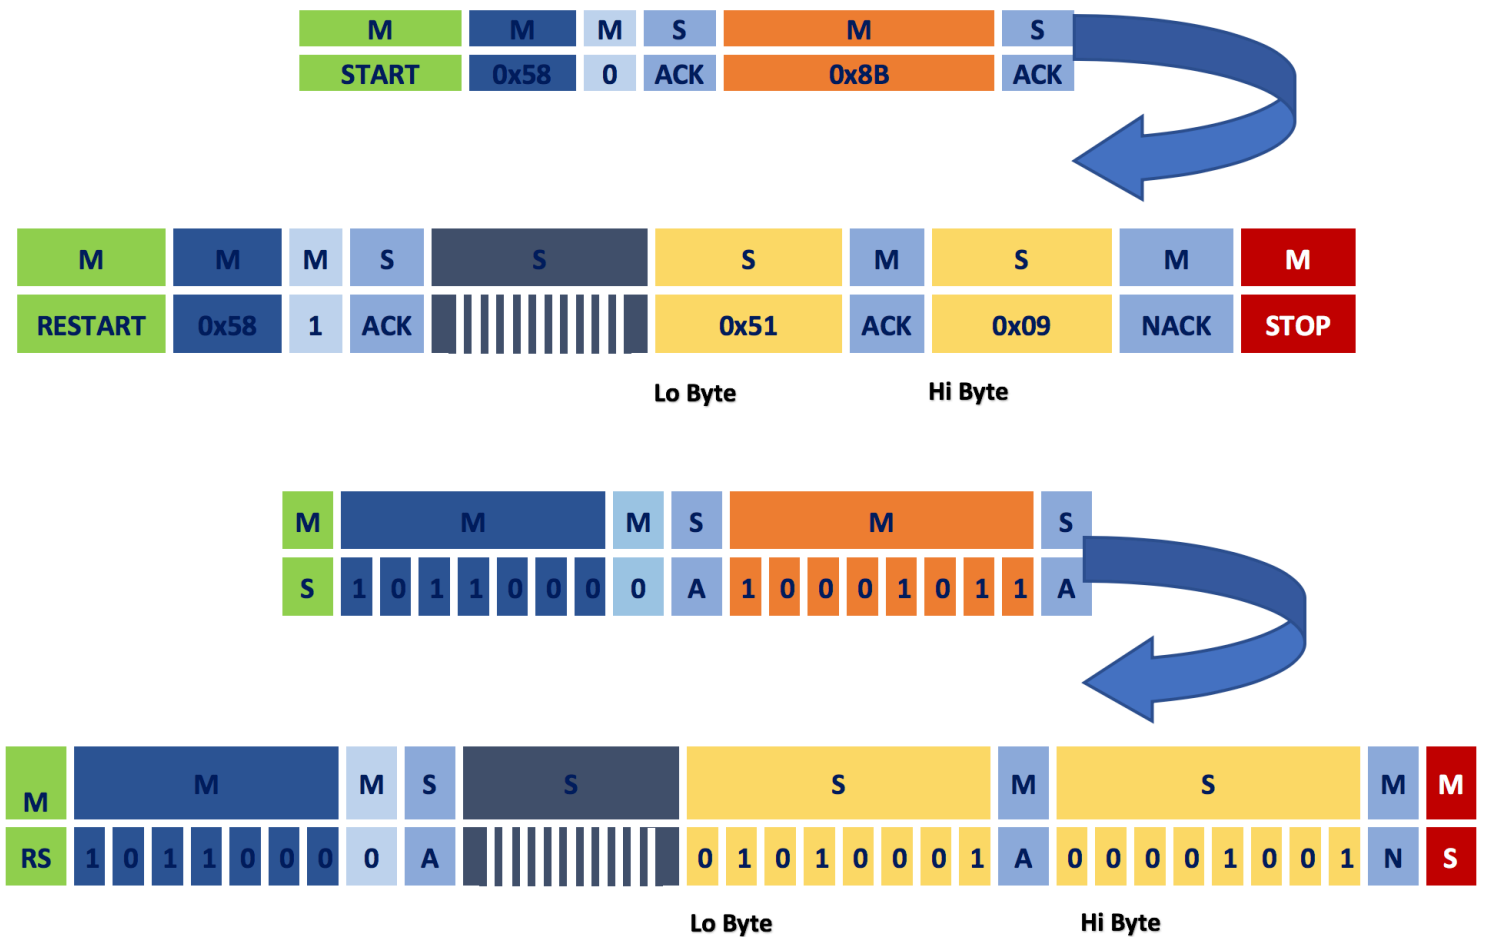 M M M S M S
START 0x58 0 ACK 0x8B ACK
M M M S S S M S M M
RESTART 0x58 1 ACK 0x51 ACK 0x09 NACK STOP
Lo Byte Hi Byte
M M M S M S
S 1 0 1 1 0 0 0 0 A 1 0 0 0 1 0 1 1 A
M M M S S S M S M M
RS 1 0 1 1 0 0 0 0 A 0 1 0 1 0 0 0 1 A 0 0 0 0 1 0 0 1 N S
Lo Byte Hi Byte